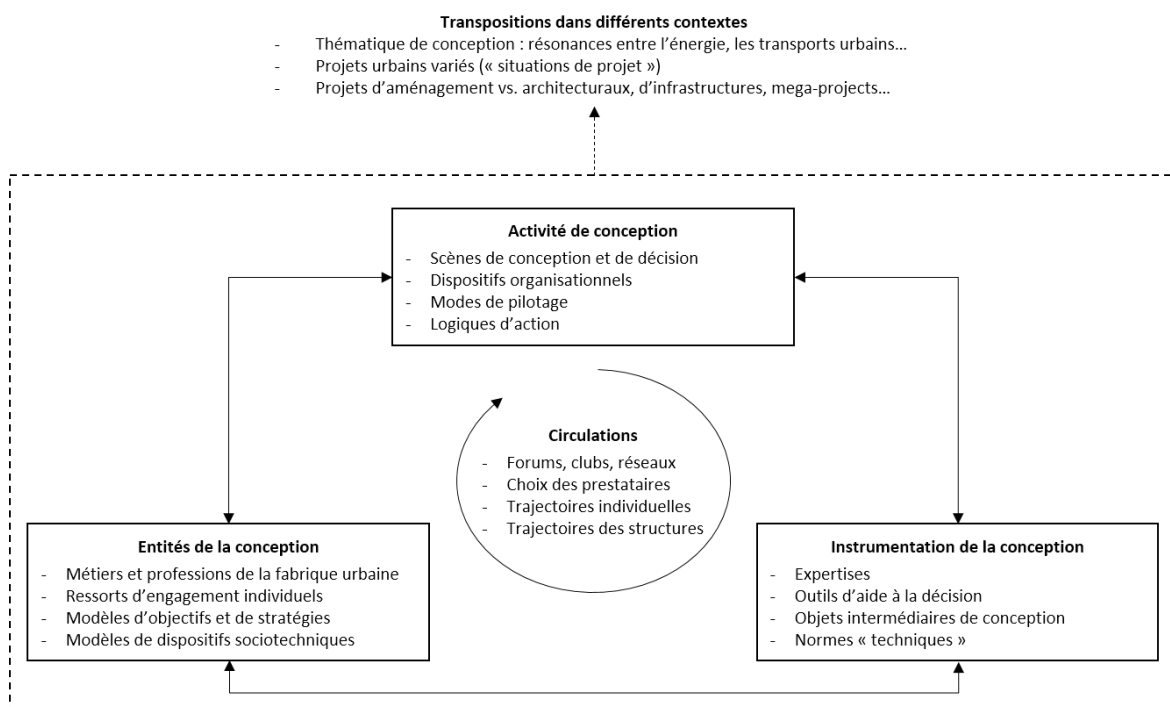 Transpositions dans différents contextes
- Thématique de conception : résonances entre l’énergie, les transports urbains…
- Projets urbains variés (« situations de projet »)
- Projets d’aménagement vs. architecturaux, d’infrastructures, mega-projects…
Activité de conception
- Scènes de conception et de décision
- Dispositifs organisationnels
- Modes de pilotage
- Logiques d’action
Circulations
- Forums, clubs, réseaux
- Choix des prestataires
- Trajectoires individuelles
- Trajectoires des structures
Entités de la conception
- Métiers et professions de la fabrique urbaine
- Ressorts d’engagement individuels
- Modèles d’objectifs et de stratégies
- Modèles de dispositifs sociotechniques
Instrumentation de la conception
- Expertises
- Outils d’aide à la décision
- Objets intermédiaires de conception
- Normes « techniques »